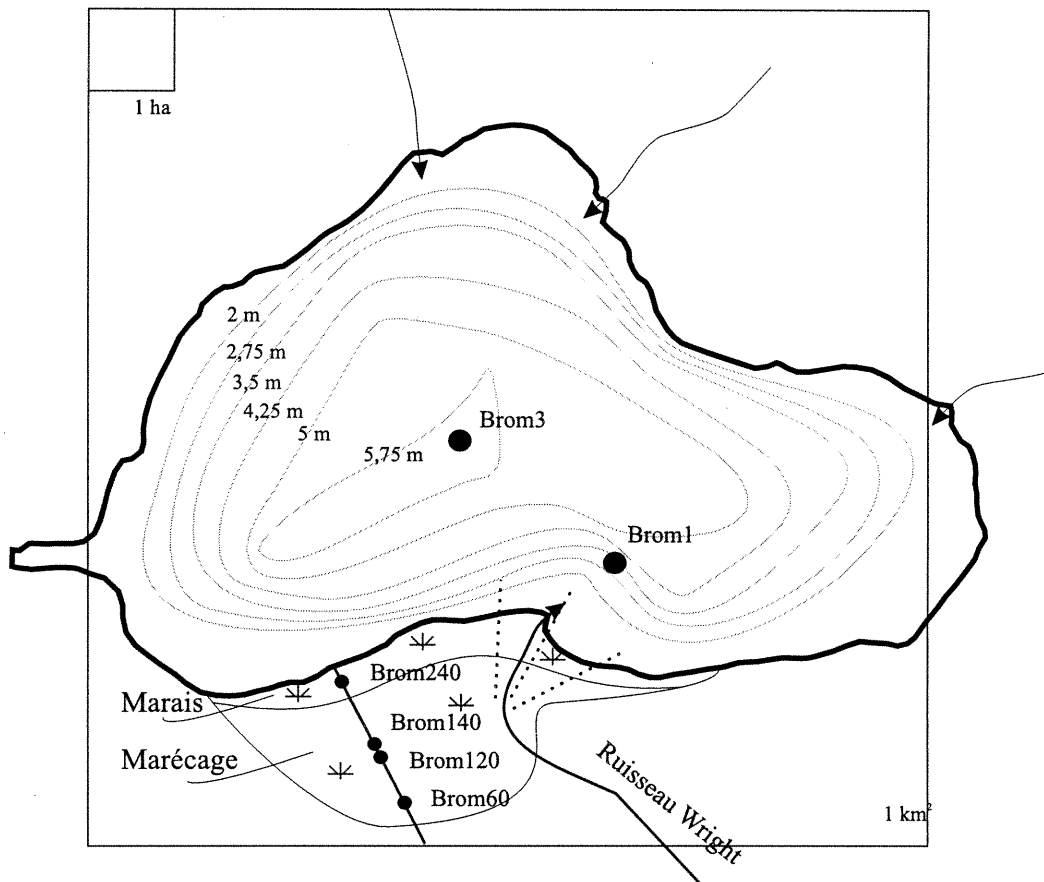 1 ha
2 m
2,75 m
3,5 m
4,25 m
5 m
5,75 m
Brom3
Brom1
Brom240
Marais
Brom140
Marécage
Brom120
Brom60
Ruisseau Wright
1 km²